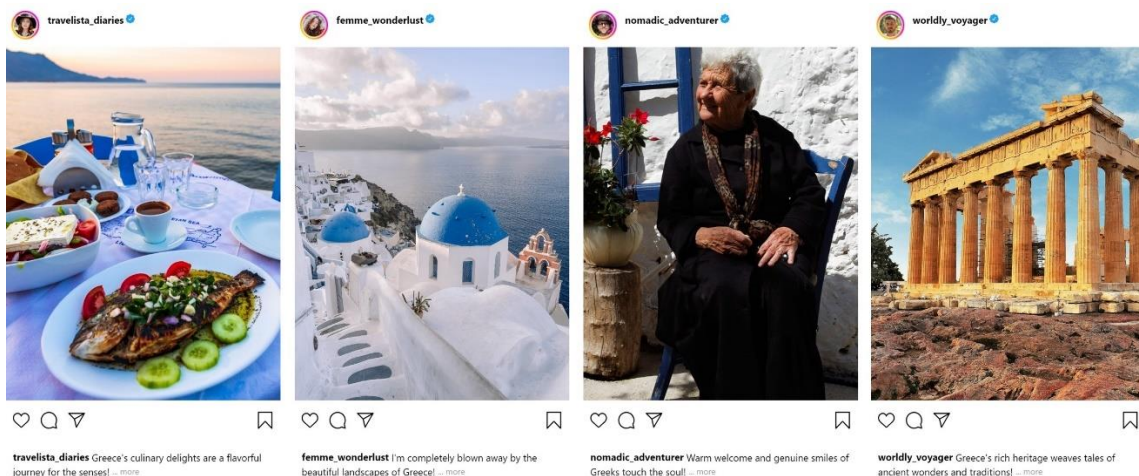 travelista_diaries
femme_wonderlust
nomadic_adventurer
worldly_voyager
travelista_diaries Greece's culinary delights are a flavorful
journey for the senses! ... more
femme_wonderlust I'm completely blown away by the
beautiful landscapes of Greece! ... more
nomadic_adventurer Warm welcome and genuine smiles of
Greeks touch the soul! ... more
worldly_voyager Greece's rich heritage weaves tales of
ancient wonders and traditions! ... more